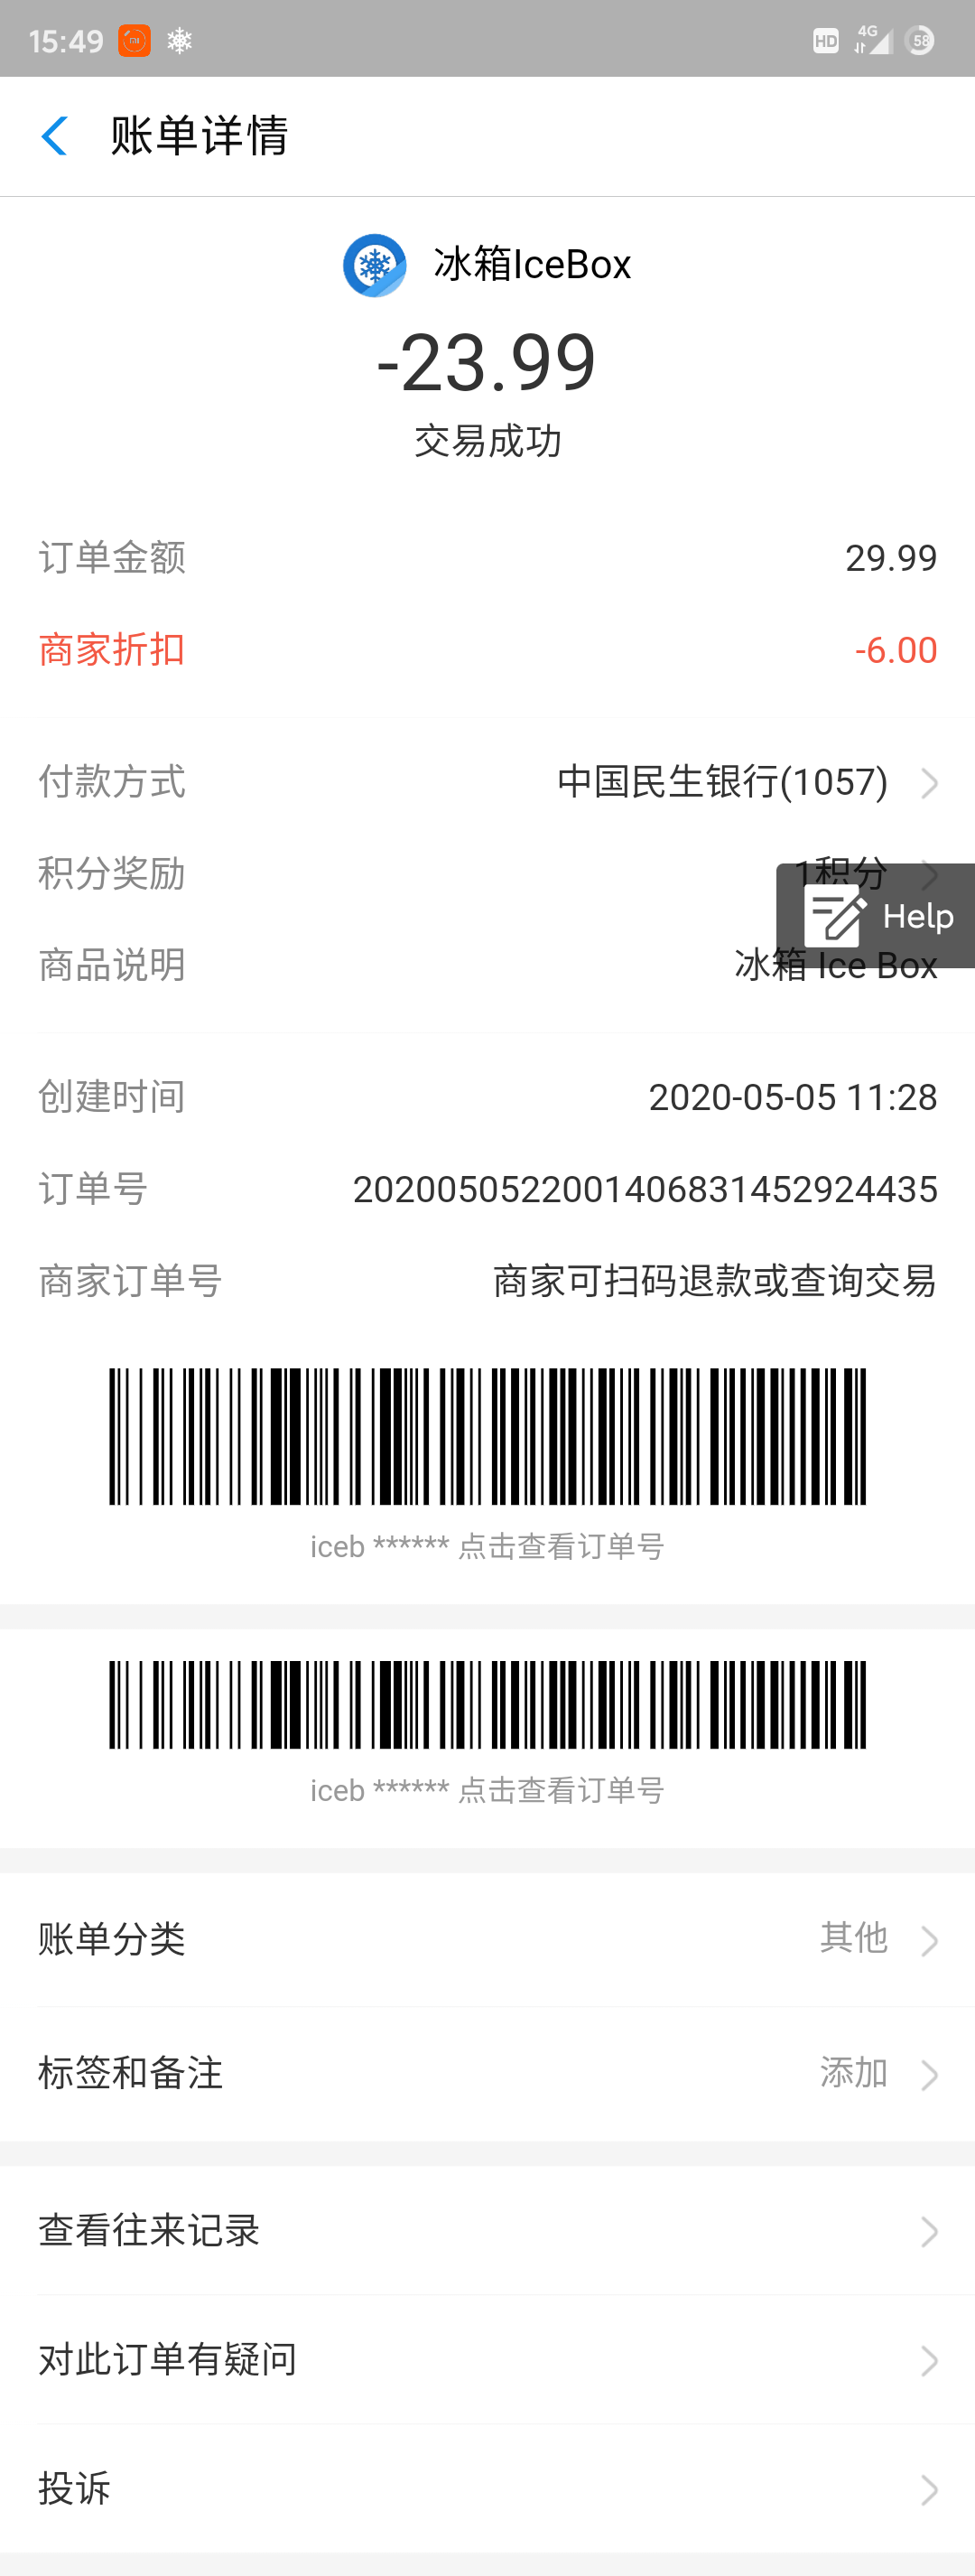 15:49
HD 4G 58
账单详情
冰箱IceBox
-23.99
交易成功
订单金额 29.99
商家折扣 -6.00
付款方式 中国民生银行(1057)
积分奖励 1积分
Help
商品说明 冰箱 Ice Box
创建时间 2020-05-05 11:28
订单号 2020050522001406831452924435
商家订单号 商家可扫码退款或查询交易
iceb ****** 点击查看订单号
iceb ****** 点击查看订单号
账单分类 其他
标签和备注 添加
查看往来记录
对此订单有疑问
投诉